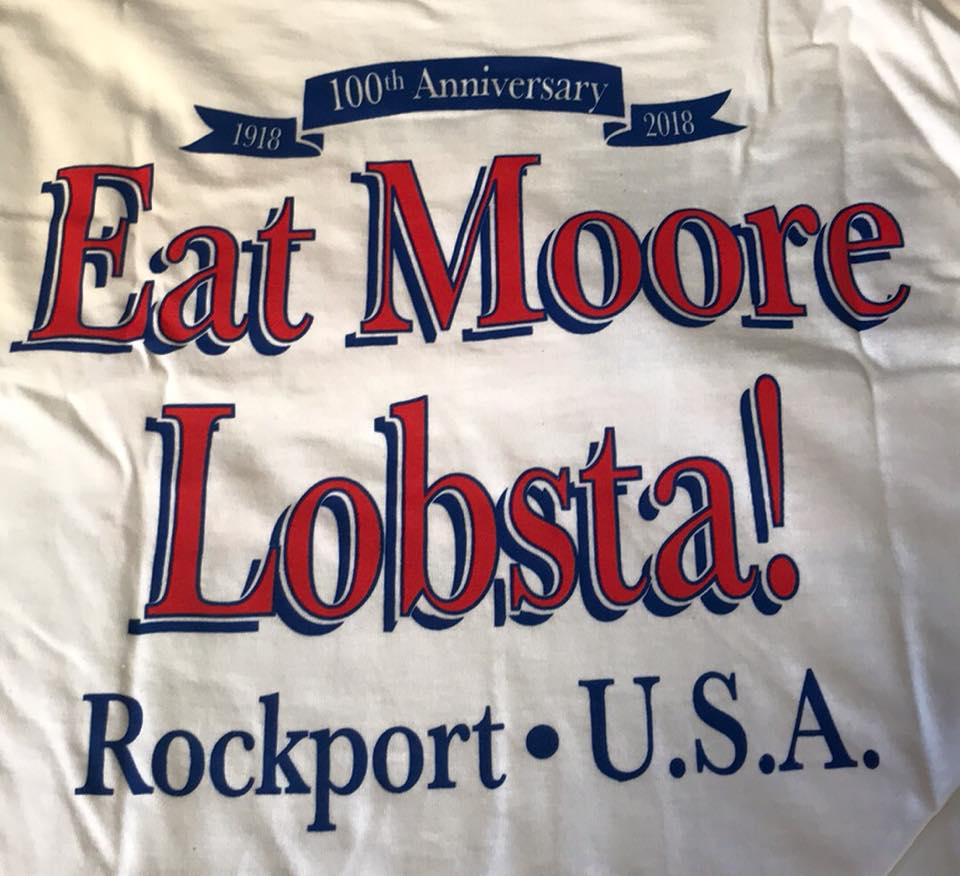 100th Anniversary
1918 2018
Eat Moore
Lobsta!
Rockport • U.S.A.